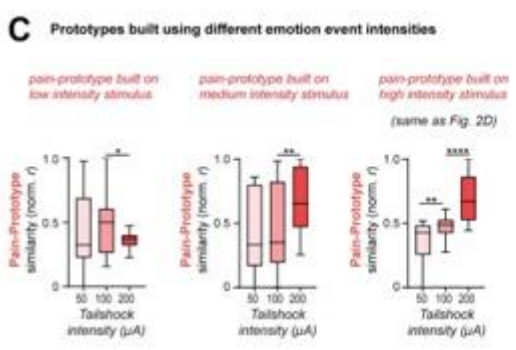 C Prototypes built using different emotion event intensities
pain-prototype built on
low intensity stimulus
pain-prototype built on
medium intensity stimulus
pain-prototype built on
high intensity stimulus
(same as Fig. 2D)
Pain-Prototype
similarity (norm. r)
1.0
0.5
0
*
50 100 200
Tailshock
intensity (μA)
Pain-Prototype
similarity (norm. r)
1.0
0.5
0
**
50 100 200
Tailshock
intensity (μA)
Pain-Prototype
similarity (norm. r)
1.0
0.5
0
**
****
50 100 200
Tailshock
intensity (μA)